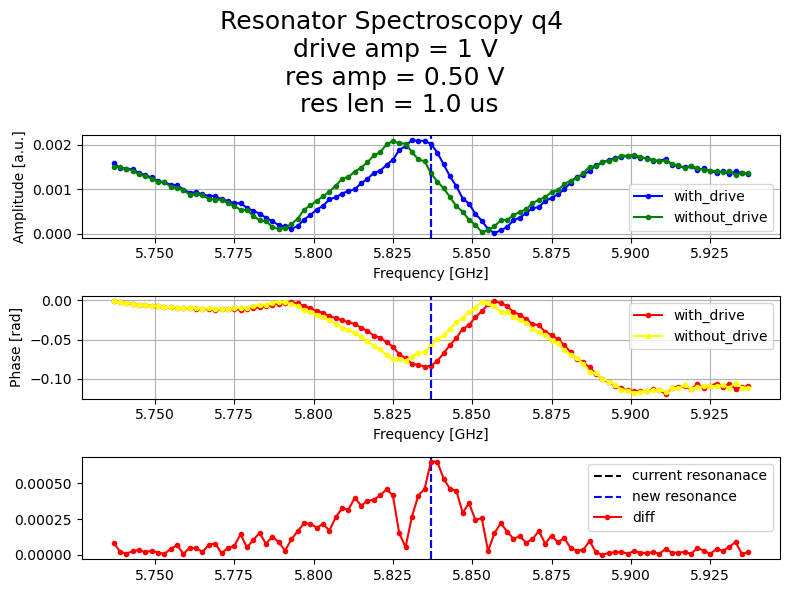 Resonator Spectroscopy q4
drive amp = 1 V
res amp = 0.50 V
res len = 1.0 us
Amplitude [a.u.]
0.002
0.001
0.000
with_drive
without_drive
5.750 5.775 5.800 5.825 5.850 5.875 5.900 5.925
Frequency [GHz]
Phase [rad]
0.00
−0.05
−0.10
with_drive
without_drive
5.750 5.775 5.800 5.825 5.850 5.875 5.900 5.925
Frequency [GHz]
0.00050
0.00025
0.00000
current resonanace
new resonance
diff
5.750 5.775 5.800 5.825 5.850 5.875 5.900 5.925